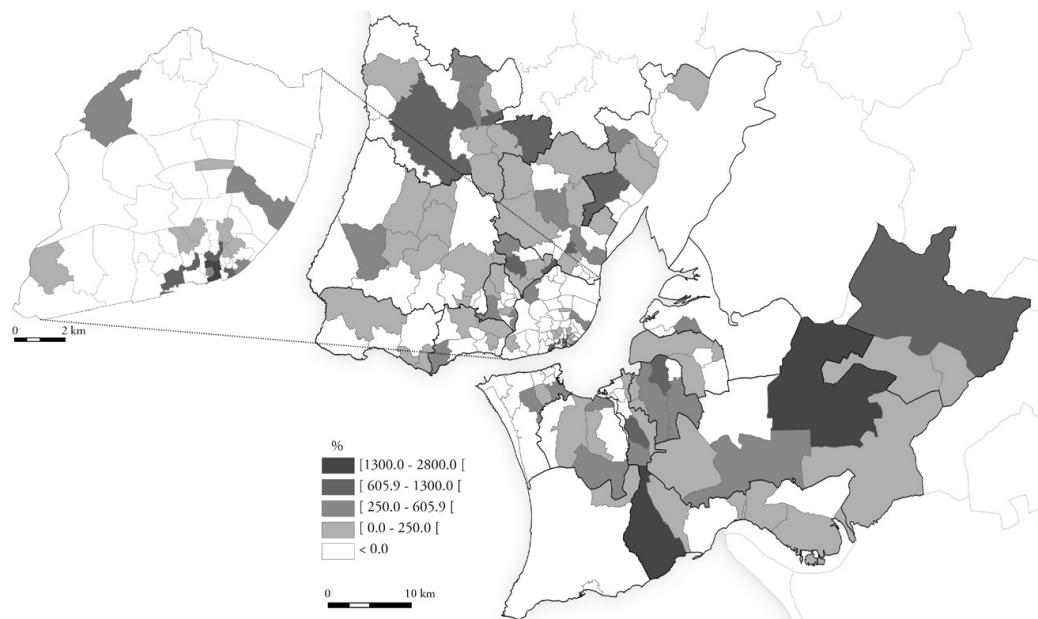 0 2 km
%
[1300.0 - 2800.0 [
[ 605.9 - 1300.0 [
[ 250.0 - 605.9 [
[ 0.0 - 250.0 [
< 0.0
0 10 km